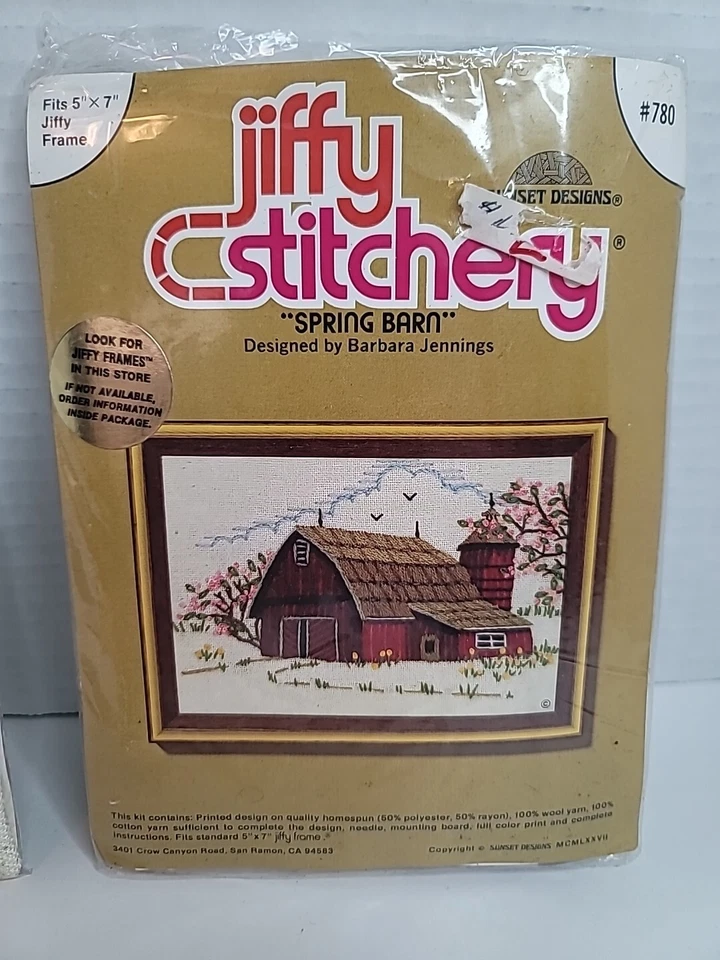 Fits 5" × 7"
Jiffy
Frame
#780
jiffy
stitchery®
SUNSET DESIGNS®
"SPRING BARN"
Designed by Barbara Jennings
LOOK FOR
JIFFY FRAMES™
IN THIS STORE
IF NOT AVAILABLE,
ORDER INFORMATION
INSIDE PACKAGE.
©
This kit contains: Printed design on quality homespun (50% polyester, 50% rayon), 100% wool yarn, 100%
cotton yarn sufficient to complete the design, needle, mounting board, full color print and complete
instructions. Fits standard 5"x7" jiffy frame.®
3401 Crow Canyon Road, San Ramon, CA 94583
Copyright © SUNSET DESIGNS MCMLXXVII